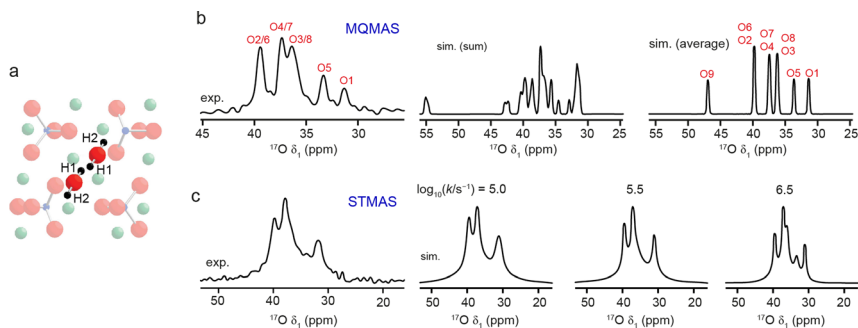 a
H2
H1
H1
H2
b
MQMAS
O2/6
O4/7
O3/8
O5
O1
exp.
45 40 35 30
¹⁷O δ₁ (ppm)
sim. (sum)
55 50 45 40 35 30 25
¹⁷O δ₁ (ppm)
sim. (average)
O9
O6
O2
O7
O4
O8
O3
O5
O1
55 50 45 40 35 30 25
¹⁷O δ₁ (ppm)
c
STMAS
exp.
50 40 30 20
¹⁷O δ₁ (ppm)
log₁₀(k/s⁻¹) = 5.0
sim.
50 40 30 20
¹⁷O δ₁ (ppm)
5.5
50 40 30 20
¹⁷O δ₁ (ppm)
6.5
50 40 30 20
¹⁷O δ₁ (ppm)